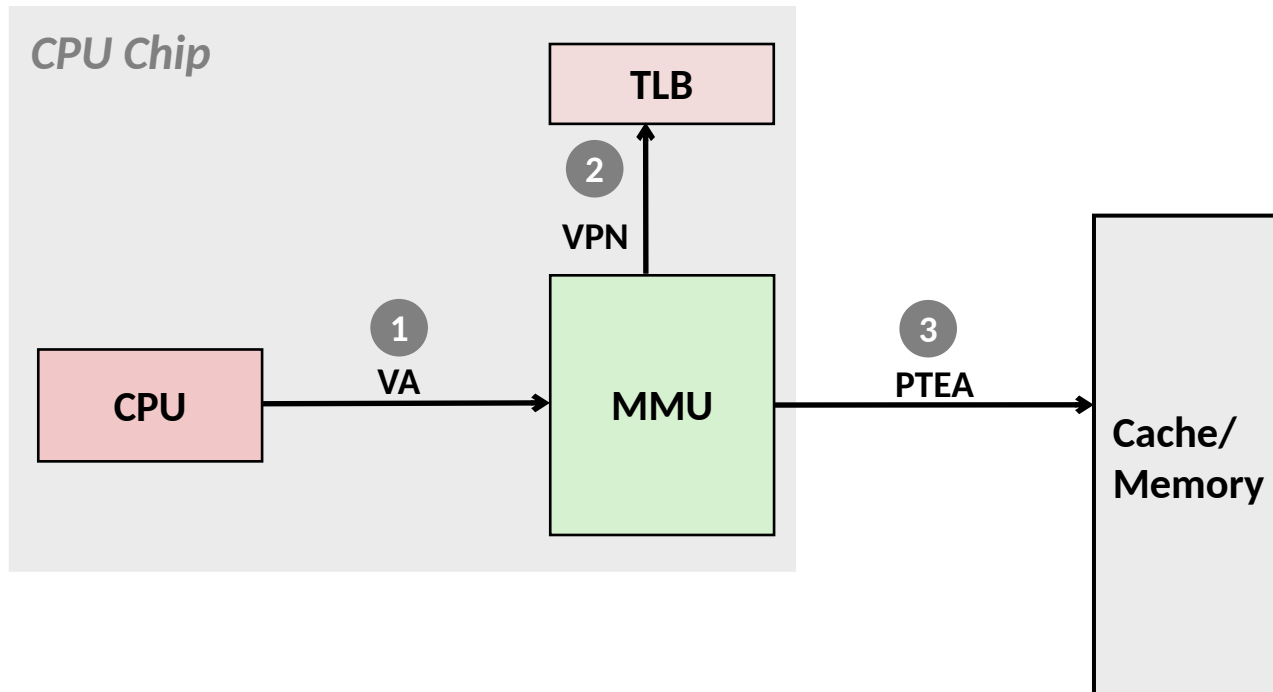 CPU Chip
TLB
2
VPN
1
VA
3
PTEA
CPU
MMU
Cache/
Memory